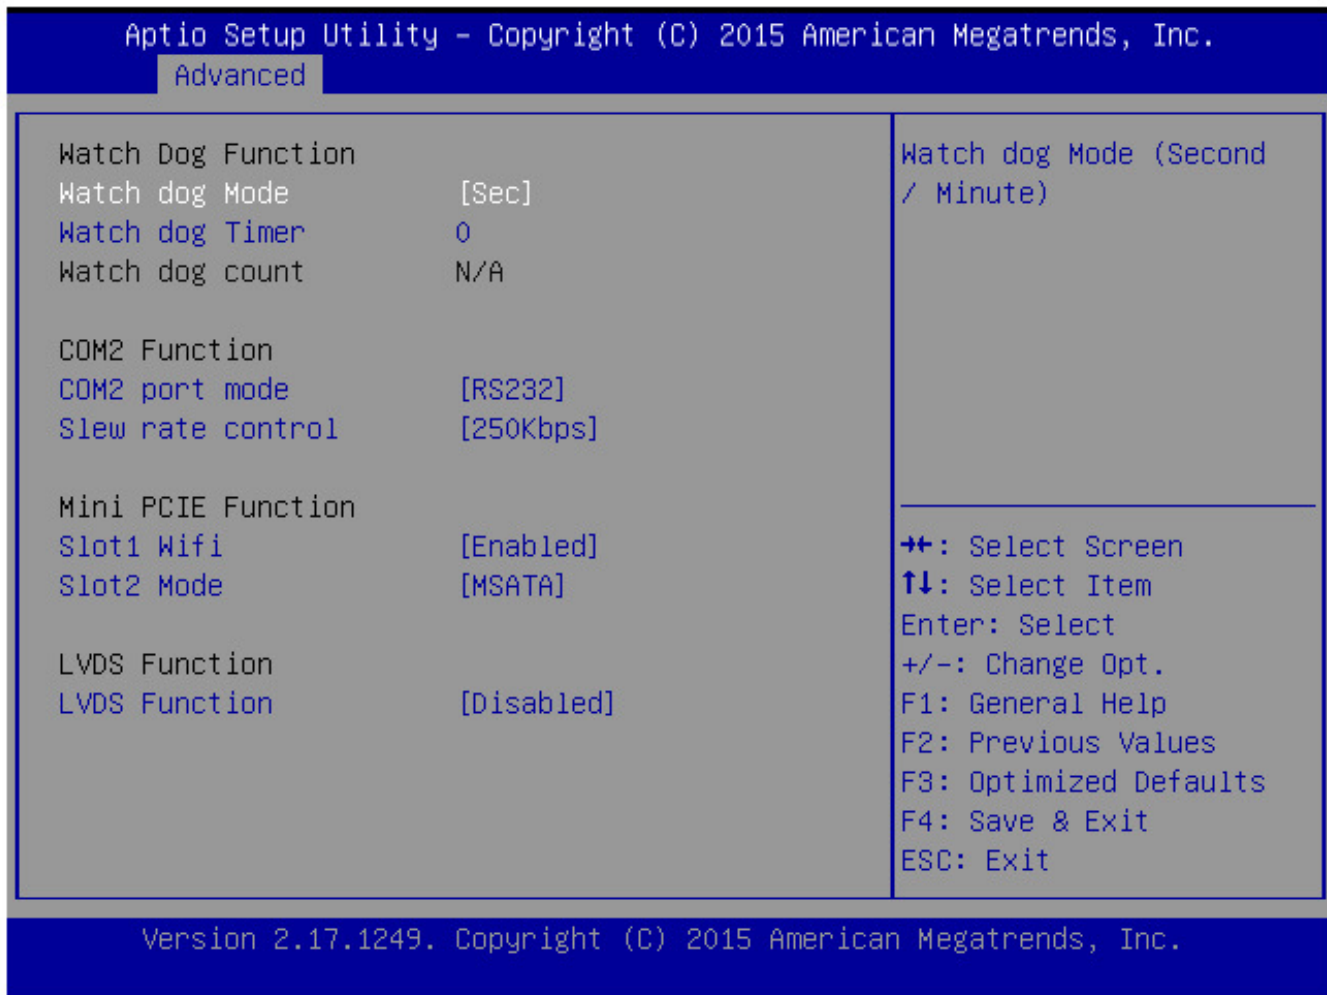 Aptio Setup Utility – Copyright (C) 2015 American Megatrends, Inc.
Advanced
Watch Dog Function
Watch dog Mode [Sec]
Watch dog Timer 0
Watch dog count N/A
COM2 Function
COM2 port mode [RS232]
Slew rate control [250Kbps]
Mini PCIE Function
Slot1 Wifi [Enabled]
Slot2 Mode [MSATA]
LVDS Function
LVDS Function [Disabled]
Watch dog Mode (Second
/ Minute)
→←: Select Screen
↑↓: Select Item
Enter: Select
+/-: Change Opt.
F1: General Help
F2: Previous Values
F3: Optimized Defaults
F4: Save & Exit
ESC: Exit
Version 2.17.1249. Copyright (C) 2015 American Megatrends, Inc.